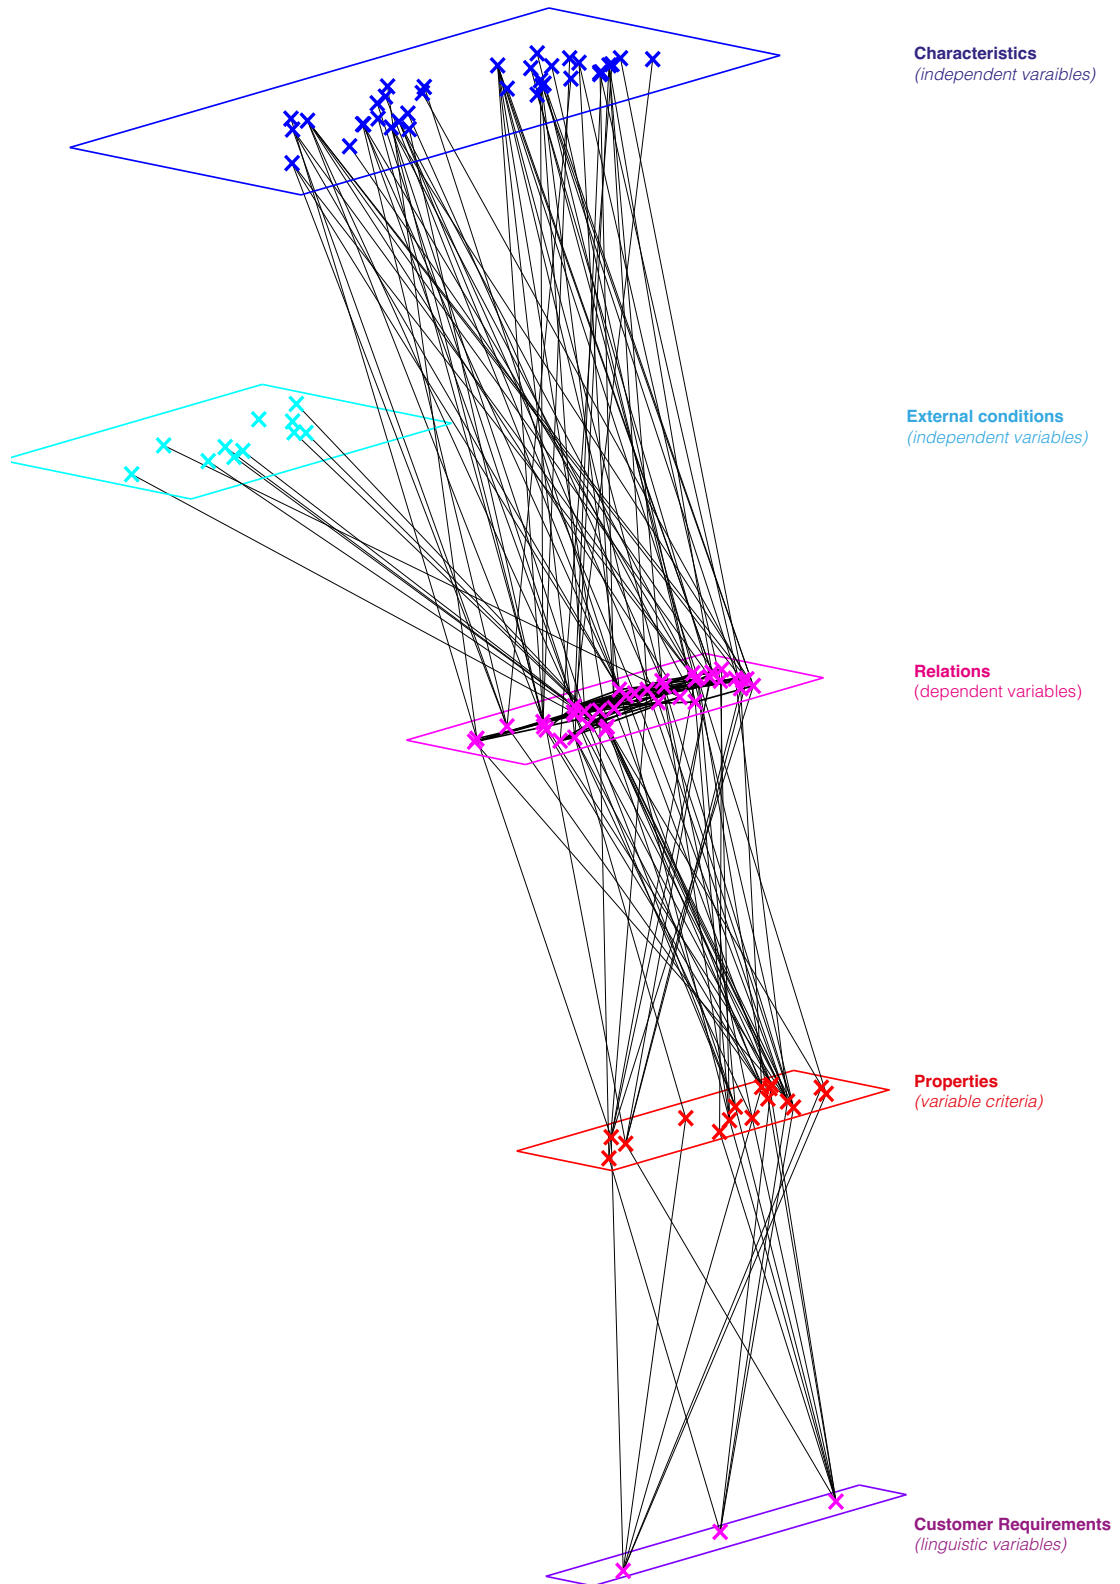 Characteristics
(independent varaibles)
External conditions
(independent variables)
Relations
(dependent variables)
Properties
(variable criteria)
Customer Requirements
(linguistic variables)